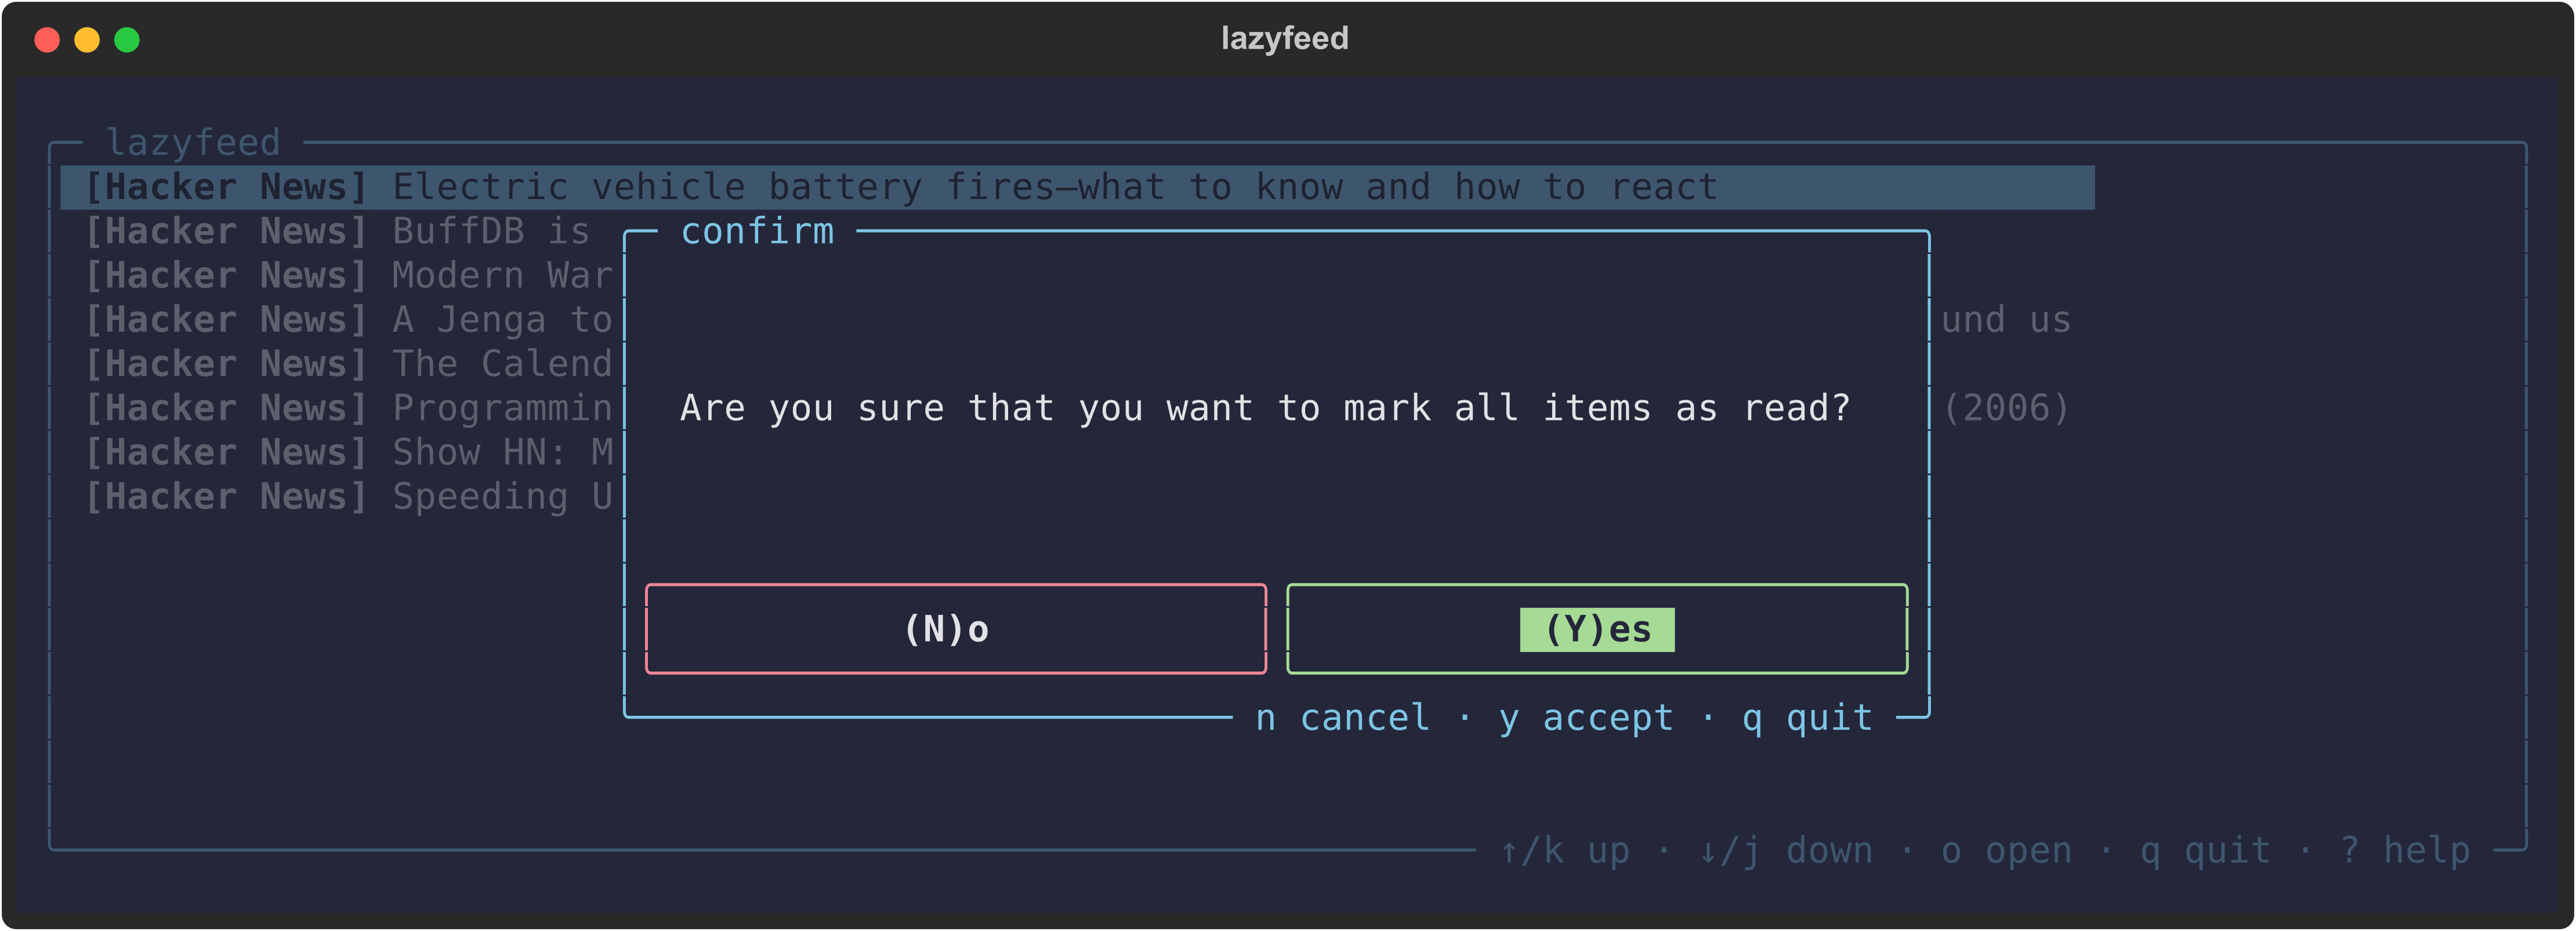 lazyfeed
lazyfeed
[Hacker News] Electric vehicle battery fires—what to know and how to react
[Hacker News] BuffDB is
confirm
[Hacker News] Modern War
[Hacker News] A Jenga to
und us
[Hacker News] The Calend
[Hacker News] Programmin
Are you sure that you want to mark all items as read?
(2006)
[Hacker News] Show HN: M
[Hacker News] Speeding U
(N)o
(Y)es
n cancel · y accept · q quit
↑/k up · ↓/j down · o open · q quit · ? help